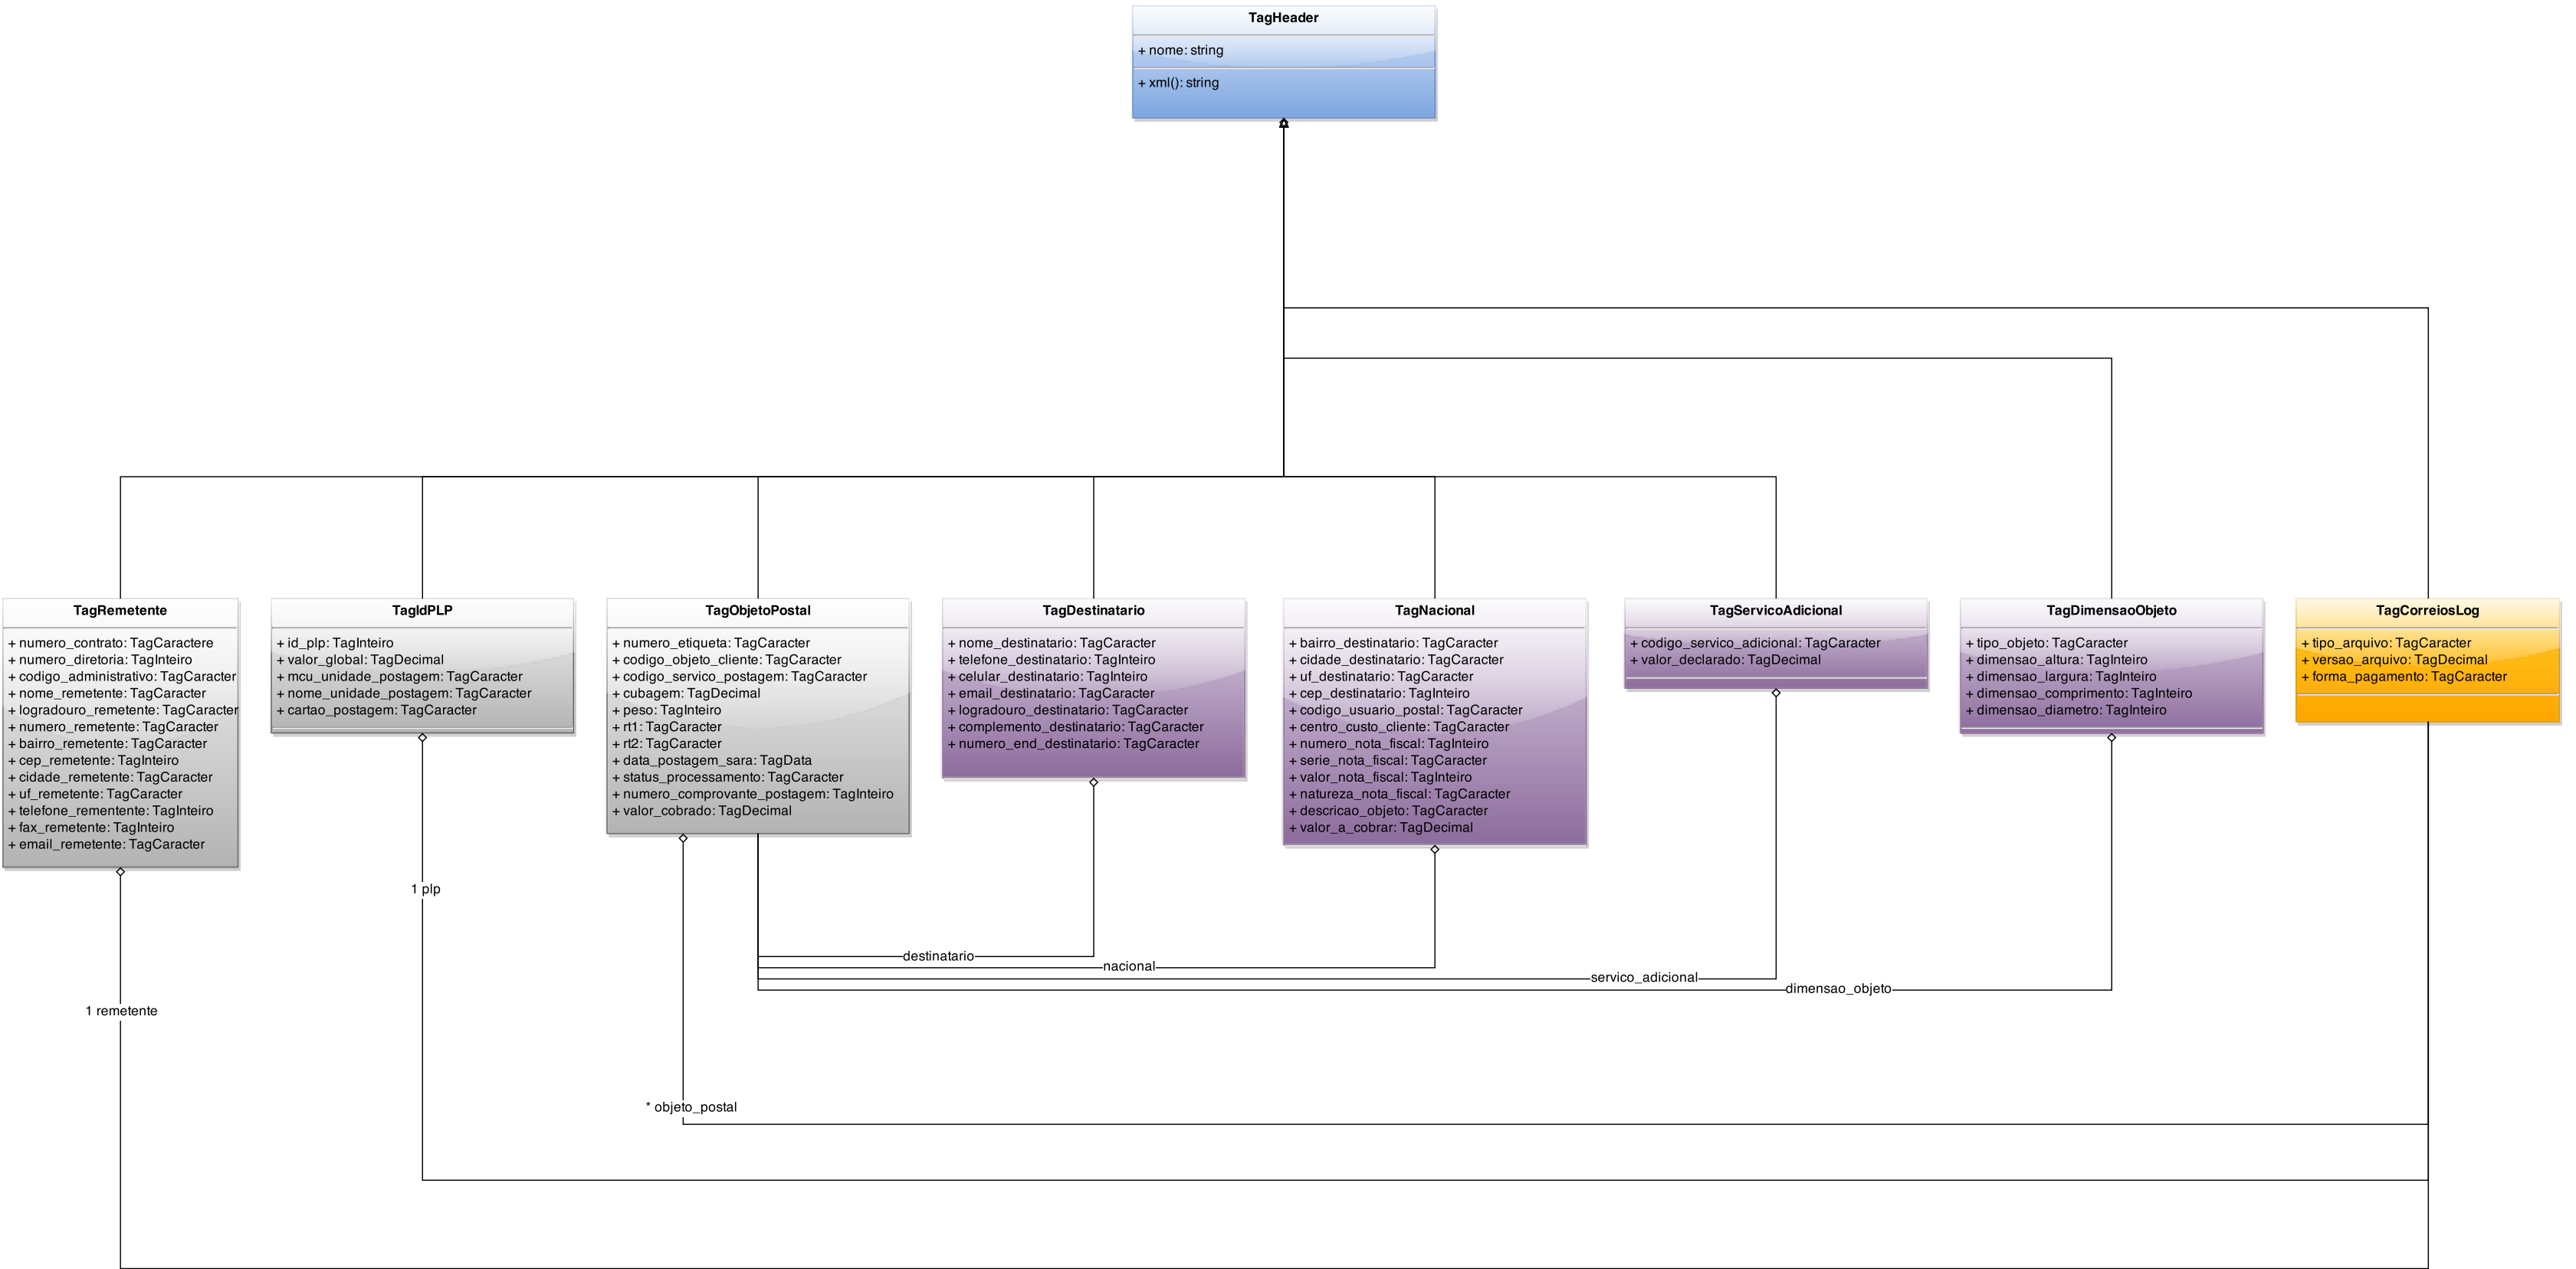 TagHeader
+ nome: string
+ xml(): string
TagRemetente
+ numero_contrato: TagCaractere
+ numero_diretoria: TagInteiro
+ codigo_administrativo: TagCaracter
+ nome_remetente: TagCaracter
+ logradouro_remetente: TagCaracter
+ numero_remetente: TagCaracter
+ bairro_remetente: TagCaracter
+ cep_remetente: TagInteiro
+ cidade_remetente: TagCaracter
+ uf_remetente: TagCaracter
+ telefone_rementente: TagInteiro
+ fax_remetente: TagInteiro
+ email_remetente: TagCaracter
TagIdPLP
+ id_plp: TagInteiro
+ valor_global: TagDecimal
+ mcu_unidade_postagem: TagCaracter
+ nome_unidade_postagem: TagCaracter
+ cartao_postagem: TagCaracter
TagObjetoPostal
+ numero_etiqueta: TagCaracter
+ codigo_objeto_cliente: TagCaracter
+ codigo_servico_postagem: TagCaracter
+ cubagem: TagDecimal
+ peso: TagInteiro
+ rt1: TagCaracter
+ rt2: TagCaracter
+ data_postagem_sara: TagData
+ status_processamento: TagCaracter
+ numero_comprovante_postagem: TagInteiro
+ valor_cobrado: TagDecimal
TagDestinatario
+ nome_destinatario: TagCaracter
+ telefone_destinatario: TagInteiro
+ celular_destinatario: TagInteiro
+ email_destinatario: TagCaracter
+ logradouro_destinatario: TagCaracter
+ complemento_destinatario: TagCaracter
+ numero_end_destinatario: TagCaracter
TagNacional
+ bairro_destinatario: TagCaracter
+ cidade_destinatario: TagCaracter
+ uf_destinatario: TagCaracter
+ cep_destinatario: TagInteiro
+ codigo_usuario_postal: TagCaracter
+ centro_custo_cliente: TagCaracter
+ numero_nota_fiscal: TagInteiro
+ serie_nota_fiscal: TagCaracter
+ valor_nota_fiscal: TagInteiro
+ natureza_nota_fiscal: TagCaracter
+ descricao_objeto: TagCaracter
+ valor_a_cobrar: TagDecimal
TagServicoAdicional
+ codigo_servico_adicional: TagCaracter
+ valor_declarado: TagDecimal
TagDimensaoObjeto
+ tipo_objeto: TagCaracter
+ dimensao_altura: TagInteiro
+ dimensao_largura: TagInteiro
+ dimensao_comprimento: TagInteiro
+ dimensao_diametro: TagInteiro
TagCorreiosLog
+ tipo_arquivo: TagCaracter
+ versao_arquivo: TagDecimal
+ forma_pagamento: TagCaracter
1 plp
destinatario
nacional
servico_adicional
dimensao_objeto
1 remetente
* objeto_postal